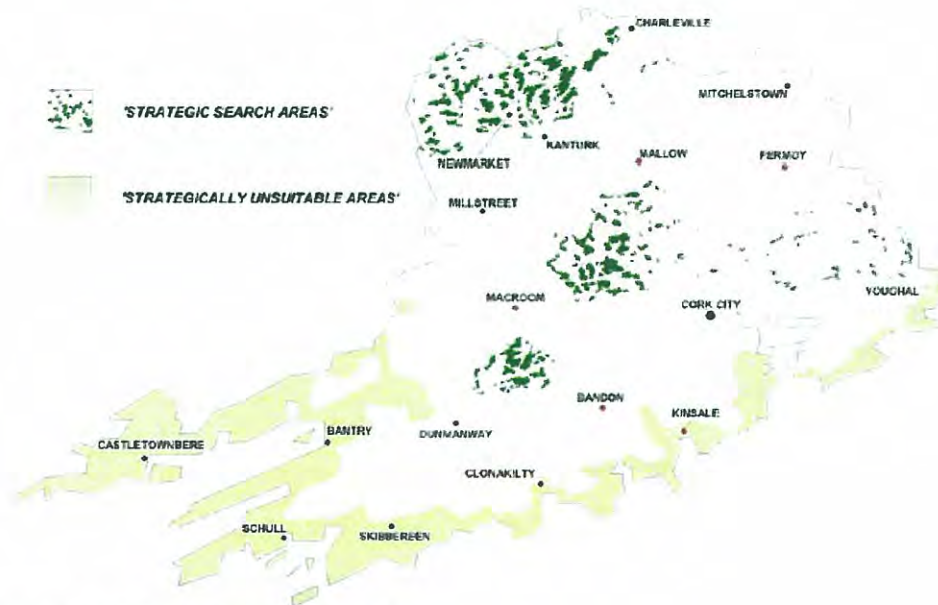 CHARLEVILLE
'STRATEGIC SEARCH AREAS'
MITCHELSTOWN
KANTURK
MALLOW
FERMOY
NEWMARKET
'STRATEGICALLY UNSUITABLE AREAS'
MILLSTREET
YOUGHAL
MACROOM
CORK CITY
BANDON
KINSALE
CASTLETOWNBERE
BANTRY
DUNMANWAY
CLONAKILTY
SCHULL
SKIBBEREEN